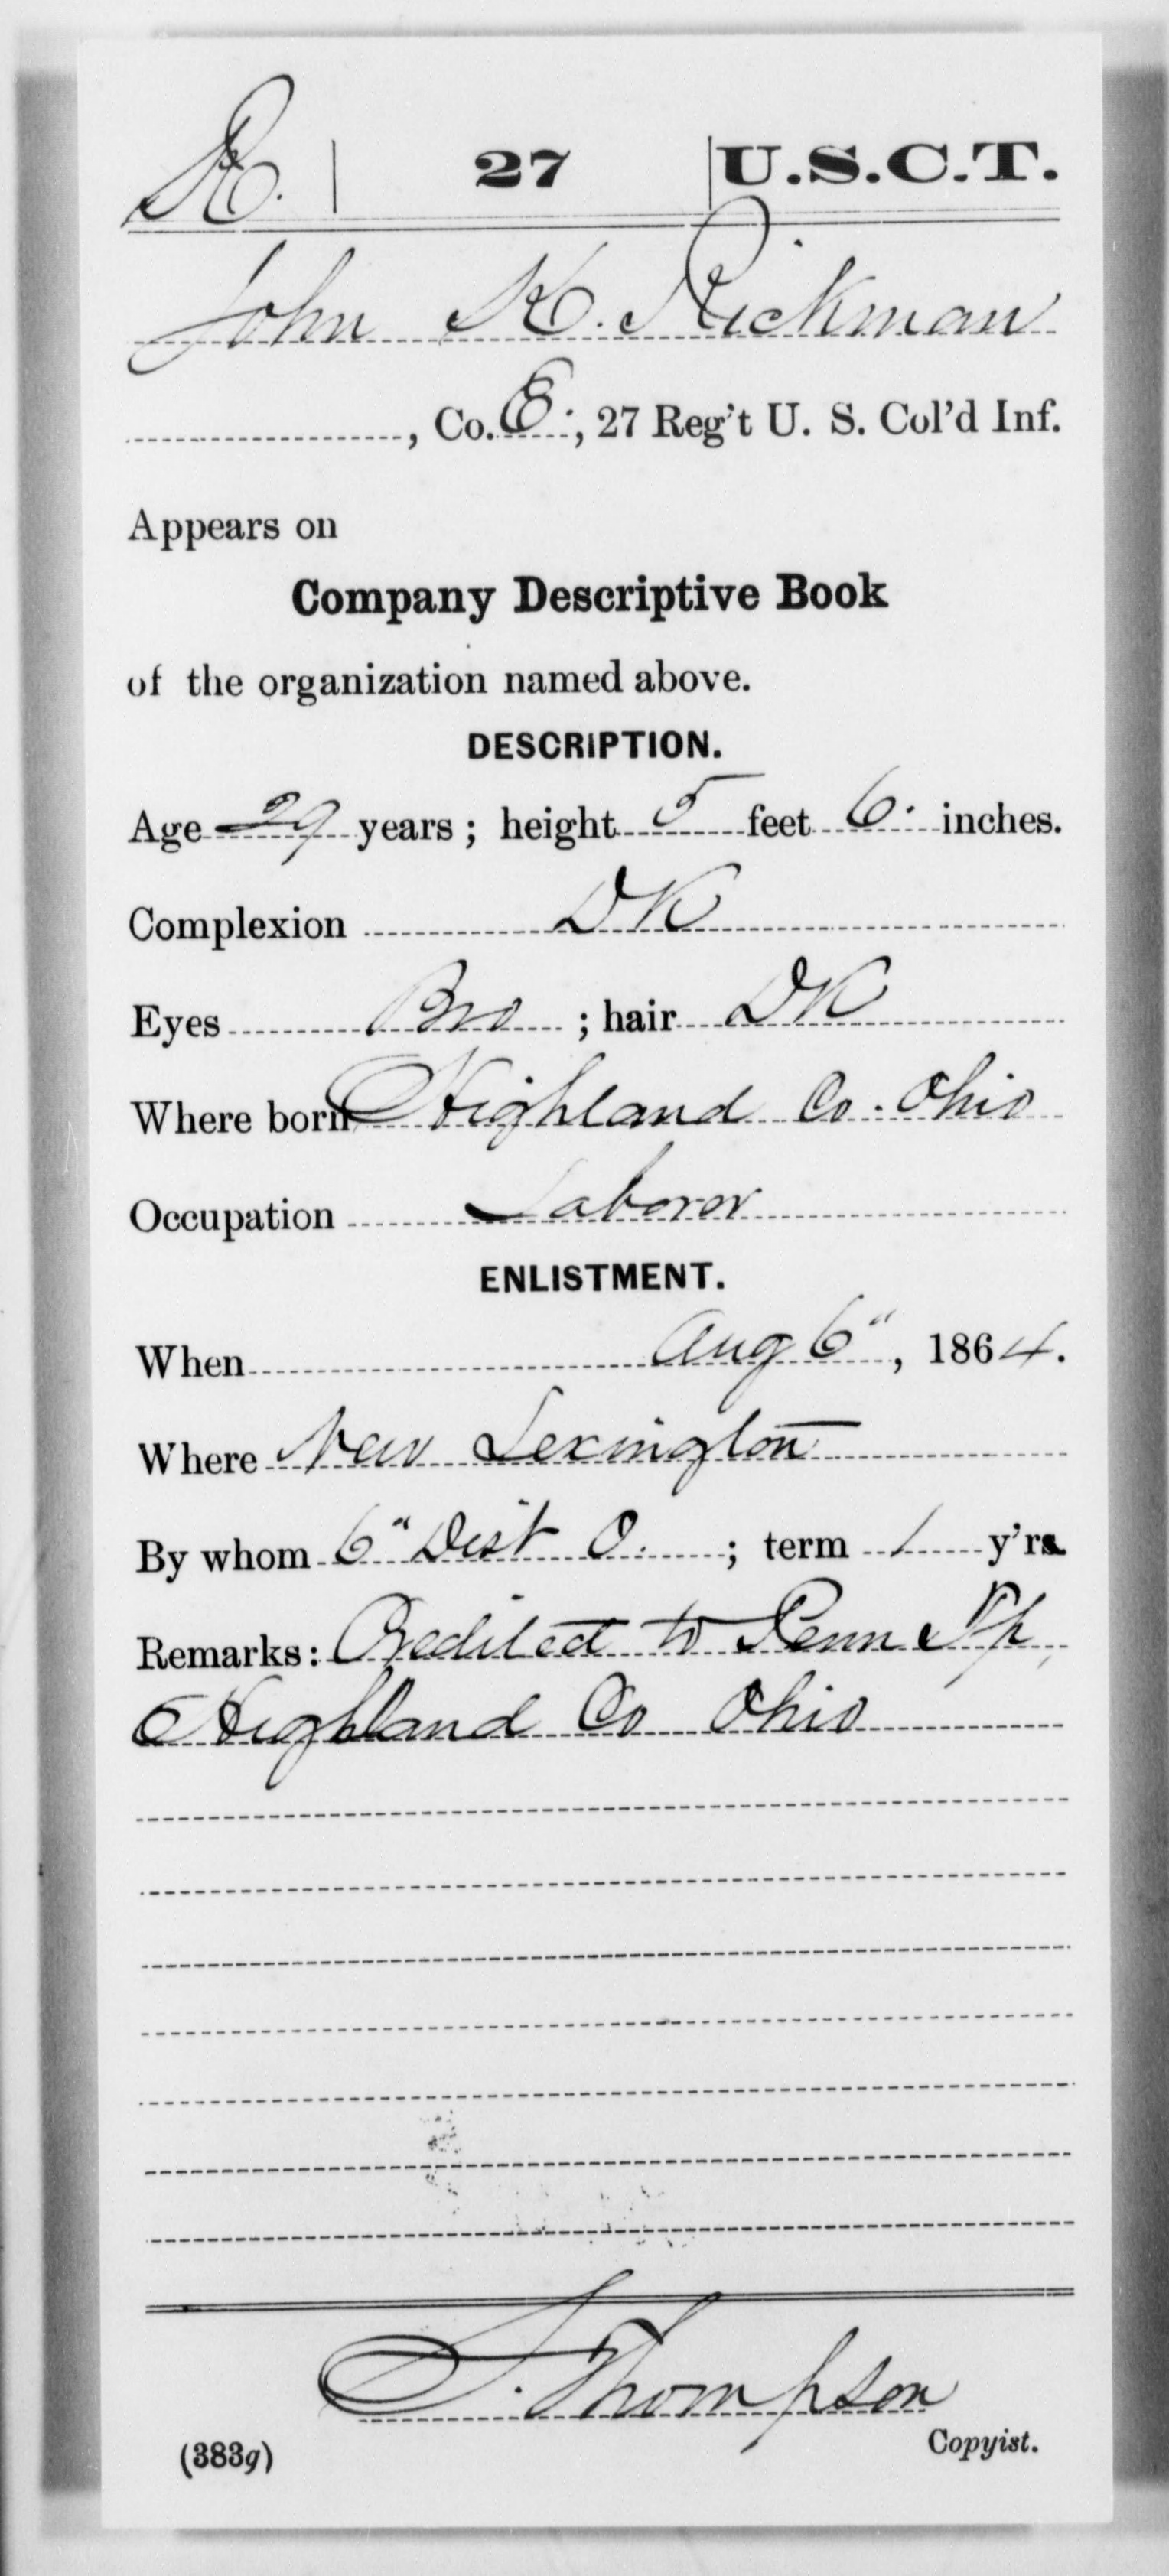 R. | 27 | U.S.C.T.
John K. Rickman
, Co. E., 27 Reg't U. S. Col'd Inf.
Appears on
Company Descriptive Book
of the organization named above.
DESCRIPTION.
Age 29 years; height 5 feet 6. inches.
Complexion DK
Eyes Bro ; hair DK
Where born Highland Co. Ohio
Occupation Laborer
ENLISTMENT.
When Aug 6", 1864.
Where New Lexington
By whom 6" Dist O. ; term 1 y'rs.
Remarks: Credited to Penn Tp,
Highland Co Ohio
Thompson
Copyist.
(383g)